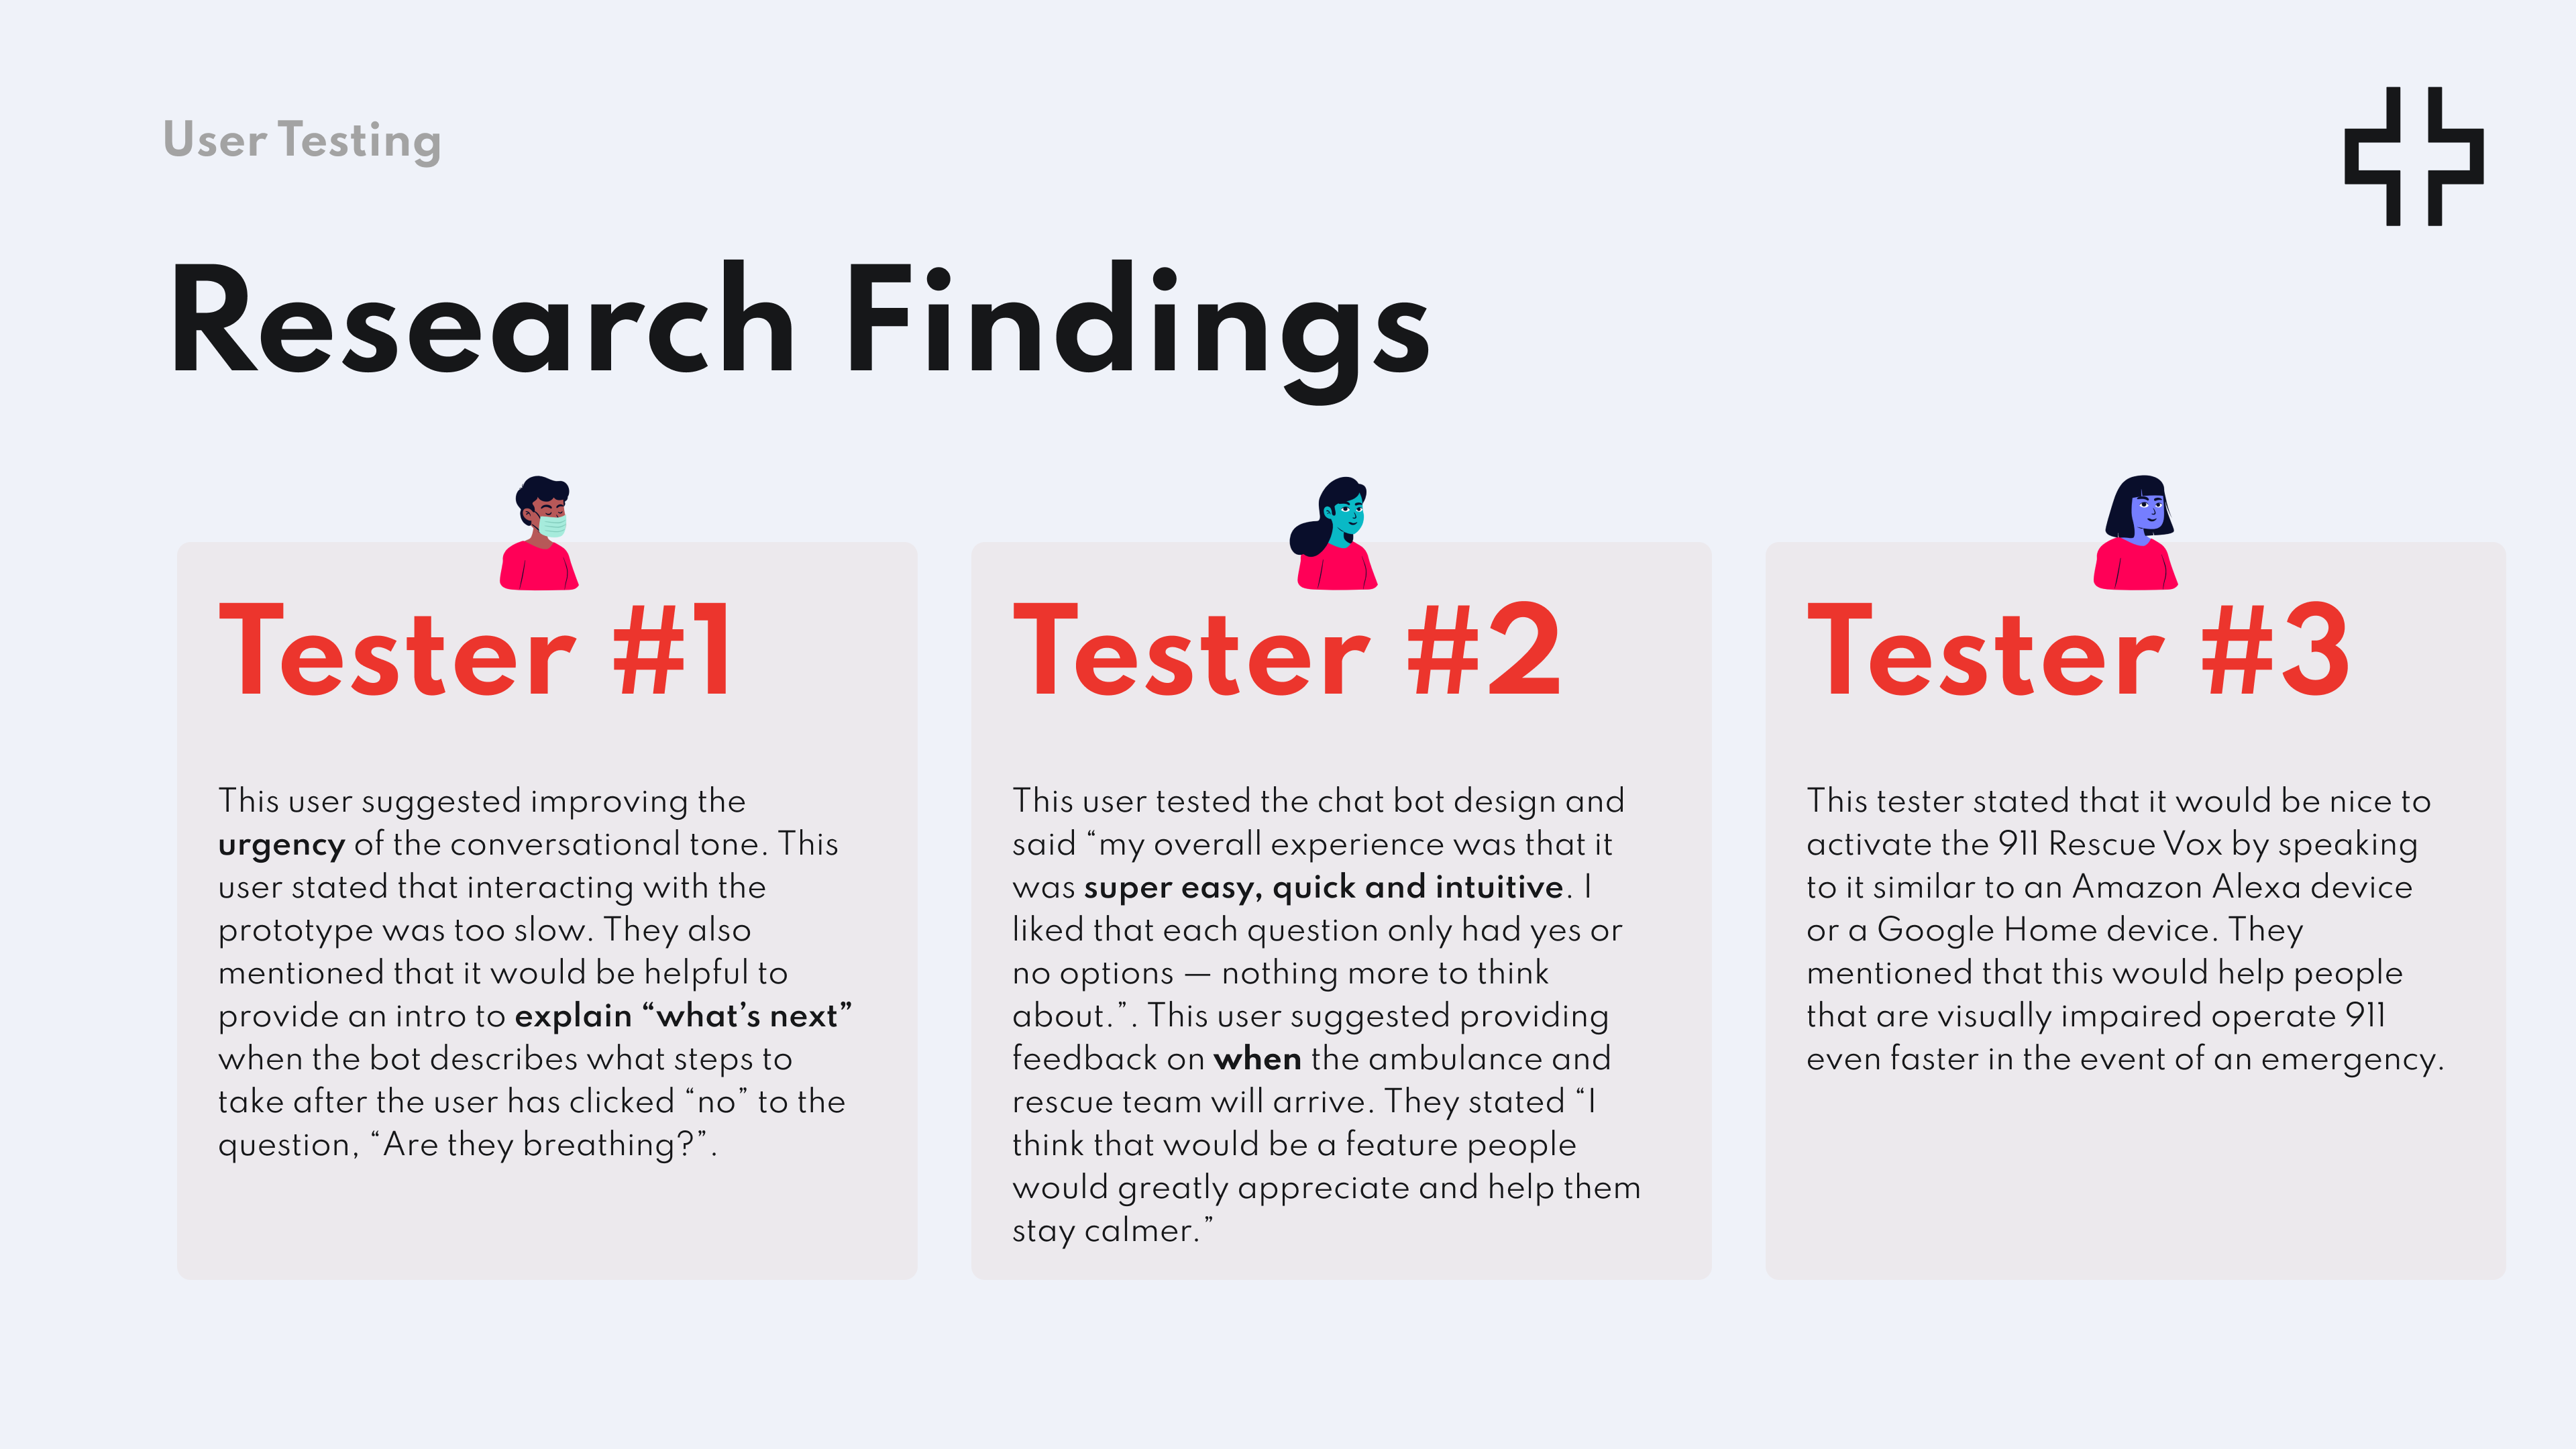 User Testing
Research Findings
Tester #1
This user suggested improving the
urgency of the conversational tone. This
user stated that interacting with the
prototype was too slow. They also
mentioned that it would be helpful to
provide an intro to explain “what’s next”
when the bot describes what steps to
take after the user has clicked “no” to the
question, “Are they breathing?”.
Tester #2
This user tested the chat bot design and
said “my overall experience was that it
was super easy, quick and intuitive. I
liked that each question only had yes or
no options — nothing more to think
about.”. This user suggested providing
feedback on when the ambulance and
rescue team will arrive. They stated “I
think that would be a feature people
would greatly appreciate and help them
stay calmer.”
Tester #3
This tester stated that it would be nice to
activate the 911 Rescue Vox by speaking
to it similar to an Amazon Alexa device
or a Google Home device. They
mentioned that this would help people
that are visually impaired operate 911
even faster in the event of an emergency.